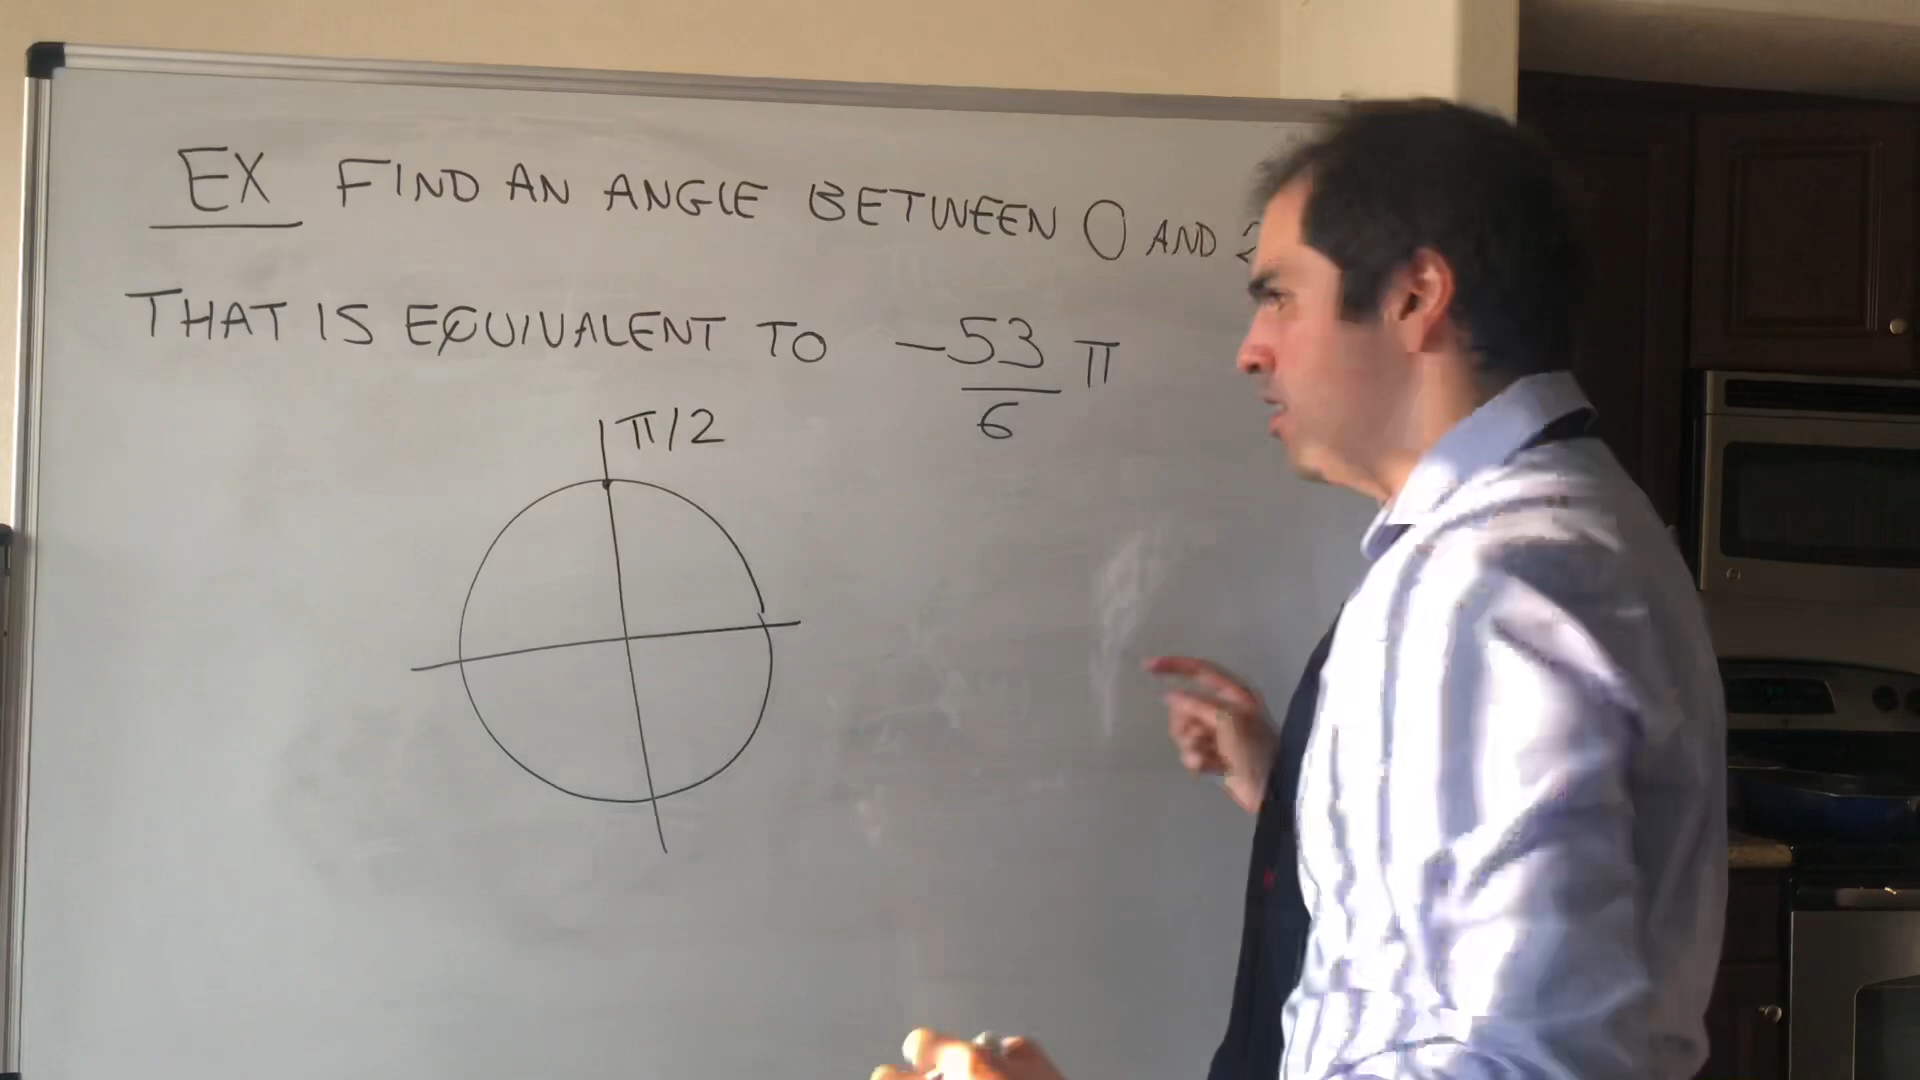 EX FIND AN ANGLE BETWEEN 0 AND
THAT IS EQUIVALENT TO -53/6 π
π/2